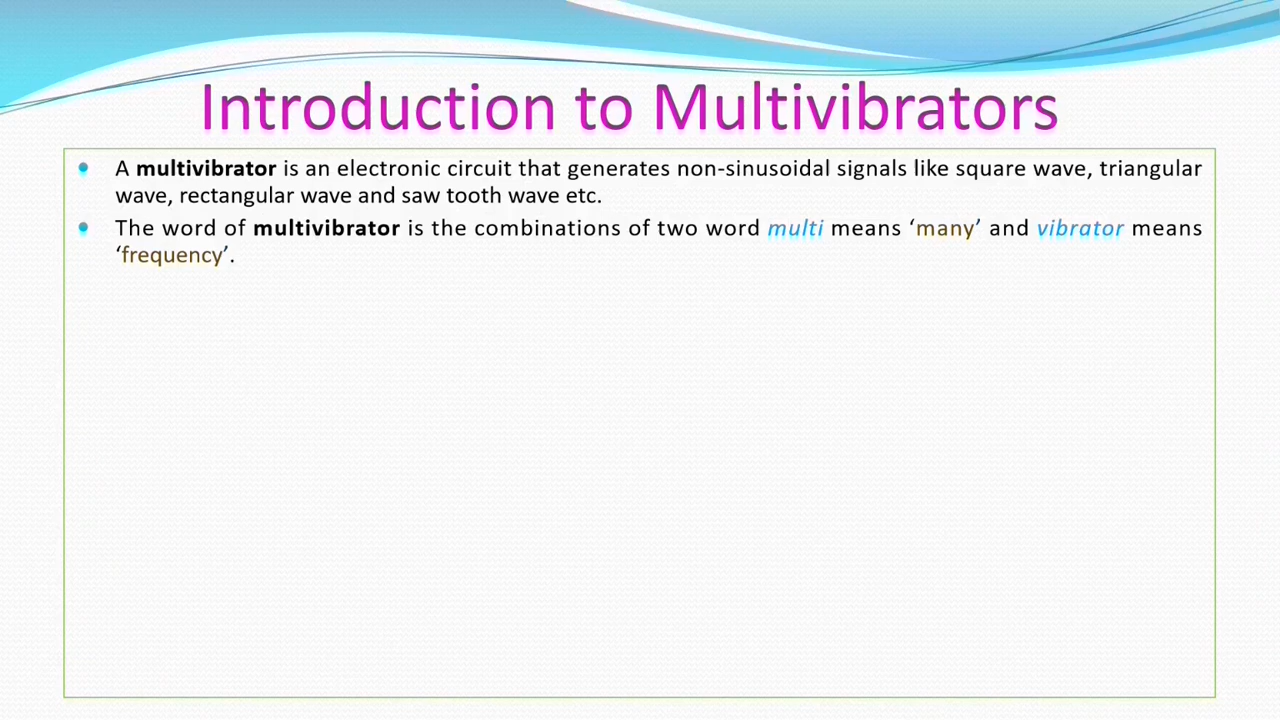 Introduction to Multivibrators
A multivibrator is an electronic circuit that generates non-sinusoidal signals like square wave, triangular
wave, rectangular wave and saw tooth wave etc.
The word of multivibrator is the combinations of two word multi means ‘many’ and vibrator means
‘frequency’.